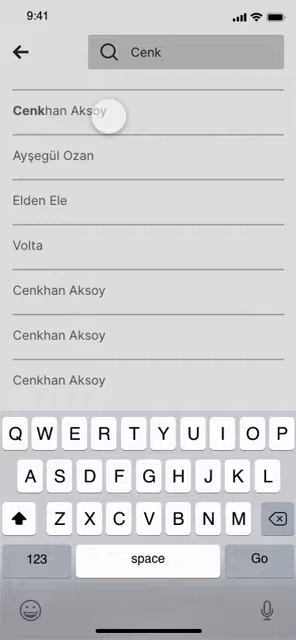 9:41
Cenk
Cenkhan Aksoy
Ayşegül Ozan
Elden Ele
Volta
Cenkhan Aksoy
Cenkhan Aksoy
Cenkhan Aksoy
Q W E R T Y U I O P
A S D F G H J K L
Z X C V B N M
123 space Go